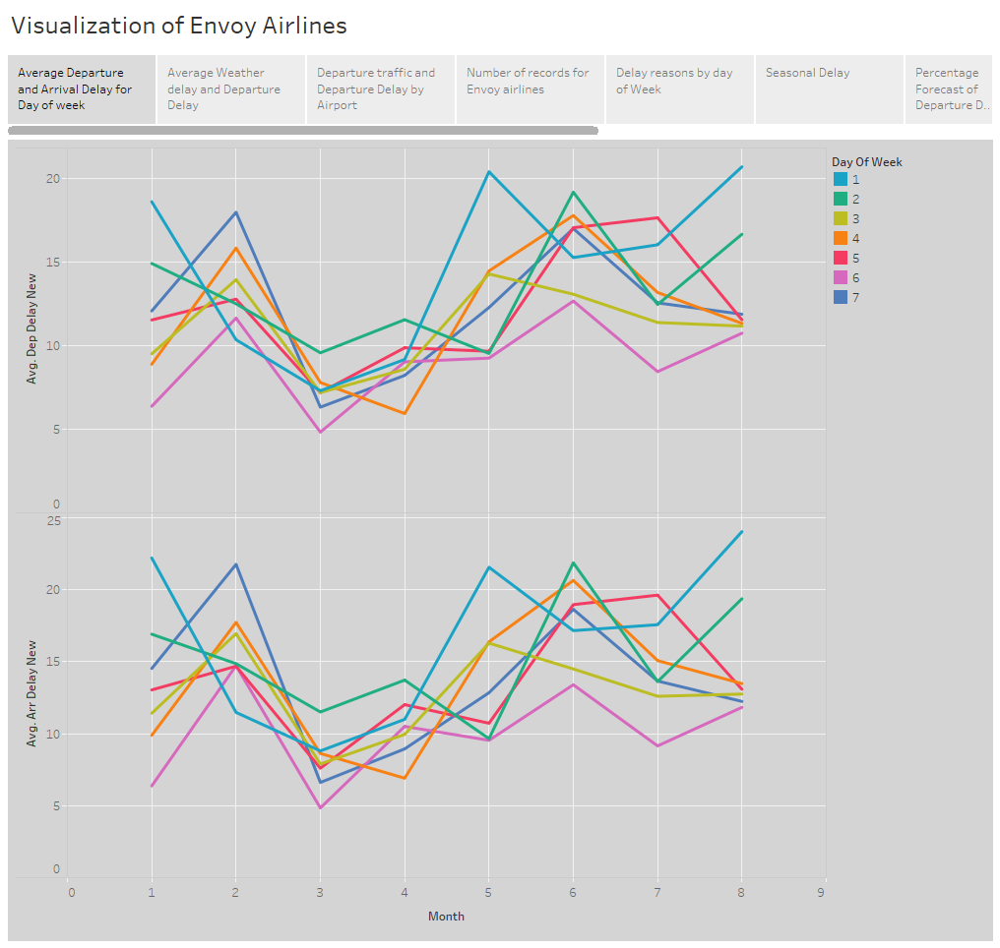 Visualization of Envoy Airlines
Average Departure
and Arrival Delay for
Day of week
Average Weather
delay and Departure
Delay
Departure traffic and
Departure Delay by
Airport
Number of records for
Envoy airlines
Delay reasons by day
of Week
Seasonal Delay
Percentage
Forecast of
Departure D..
Avg. Dep Delay New
20
15
10
5
0
Avg. Arr Delay New
25
20
15
10
5
0
0 1 2 3 4 5 6 7 8 9
Month
Day Of Week
1
2
3
4
5
6
7